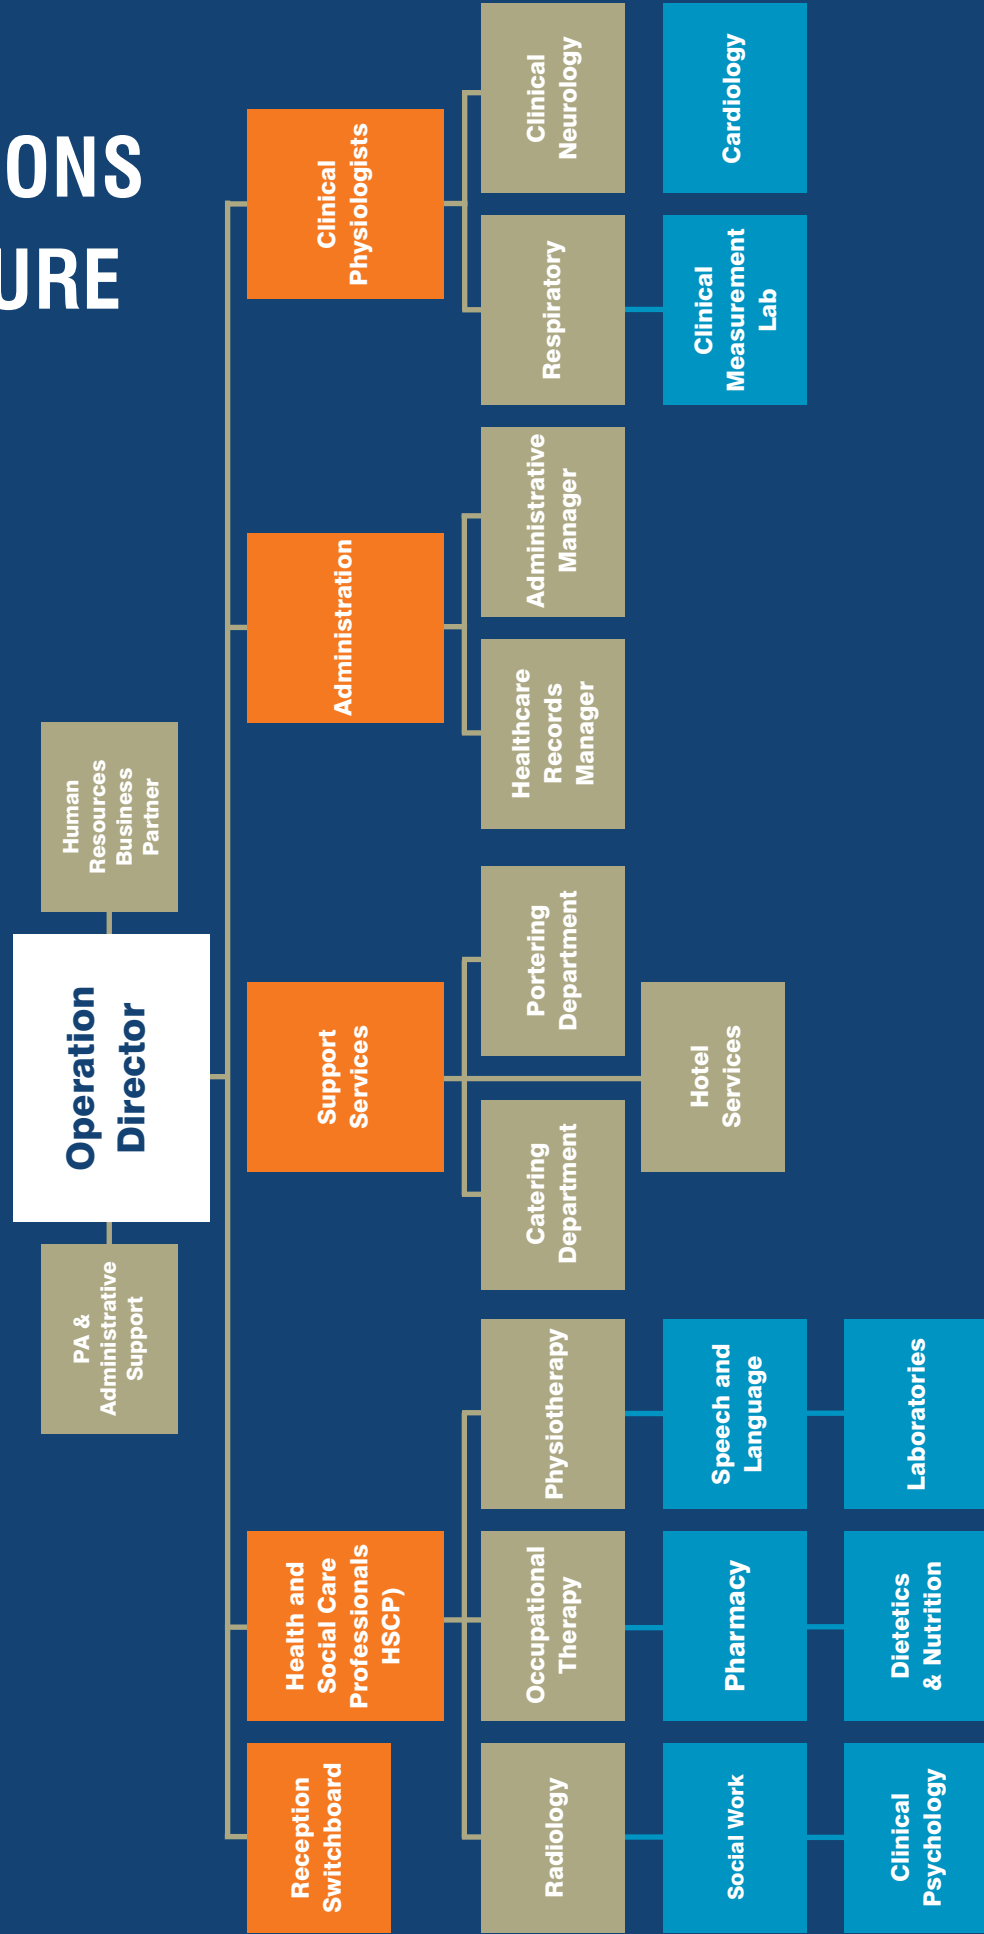 IONS
URE
PA &
Administrative
Support
Operation
Director
Human
Resources
Business
Partner
Reception
Switchboard
Health and
Social Care
Professionals
HSCP)
Support
Services
Administration
Clinical
Physiologists
Radiology
Occupational
Therapy
Physiotherapy
Catering
Department
Portering
Department
Healthcare
Records
Manager
Administrative
Manager
Respiratory
Clinical
Neurology
Social Work
Pharmacy
Speech and
Language
Hotel
Services
Clinical
Measurement
Lab
Cardiology
Clinical
Psychology
Dietetics
& Nutrition
Laboratories